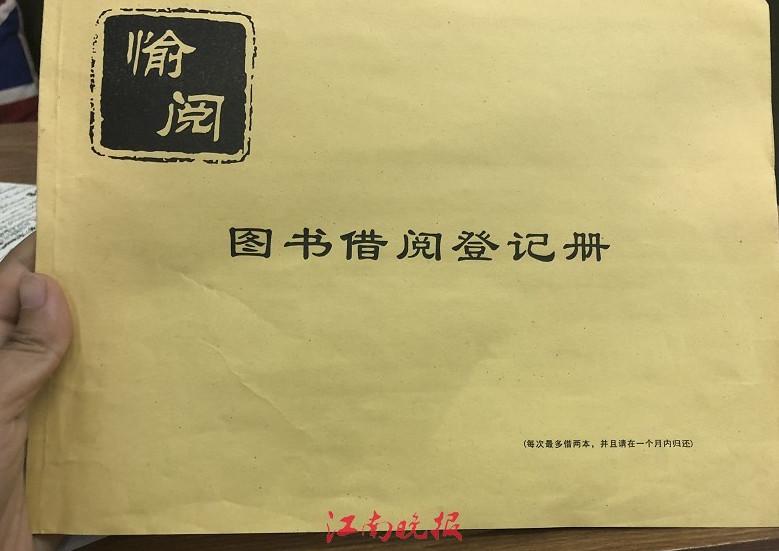 愉
阅
图书借阅登记册
(每次最多借两本，并且请在一个月内归还)
江南晚报